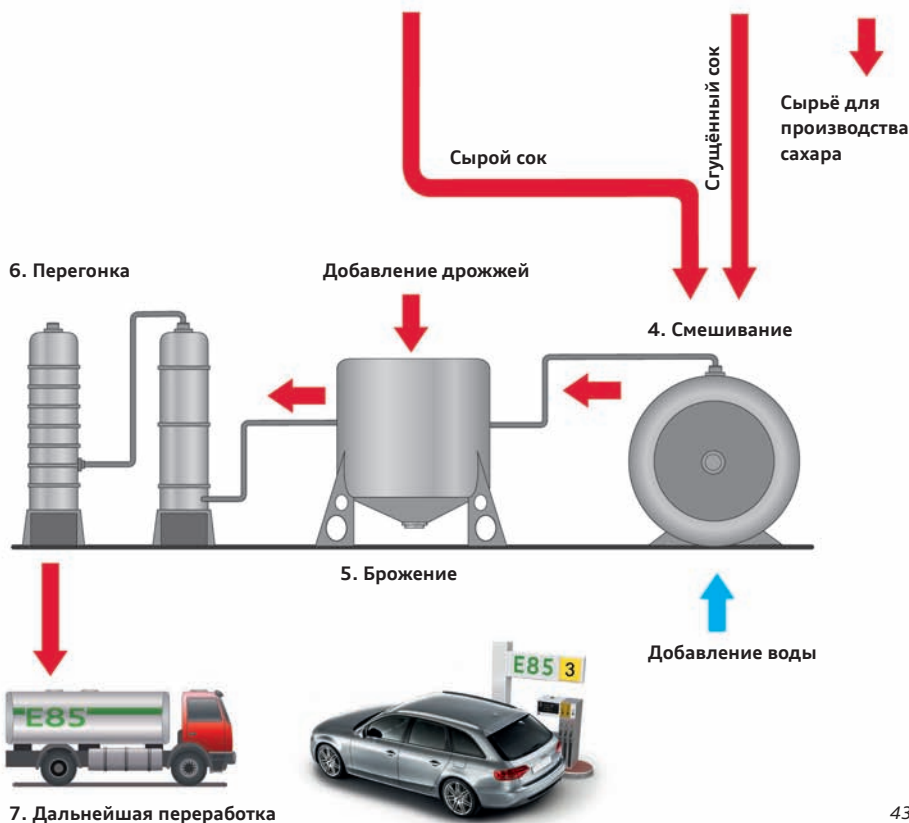 Сгущённый сок
Сырьё для
производства
сахара
Сырой сок
6. Перегонка
Добавление дрожжей
4. Смешивание
5. Брожение
Добавление воды
E85 3
E85
7. Дальнейшая переработка
43